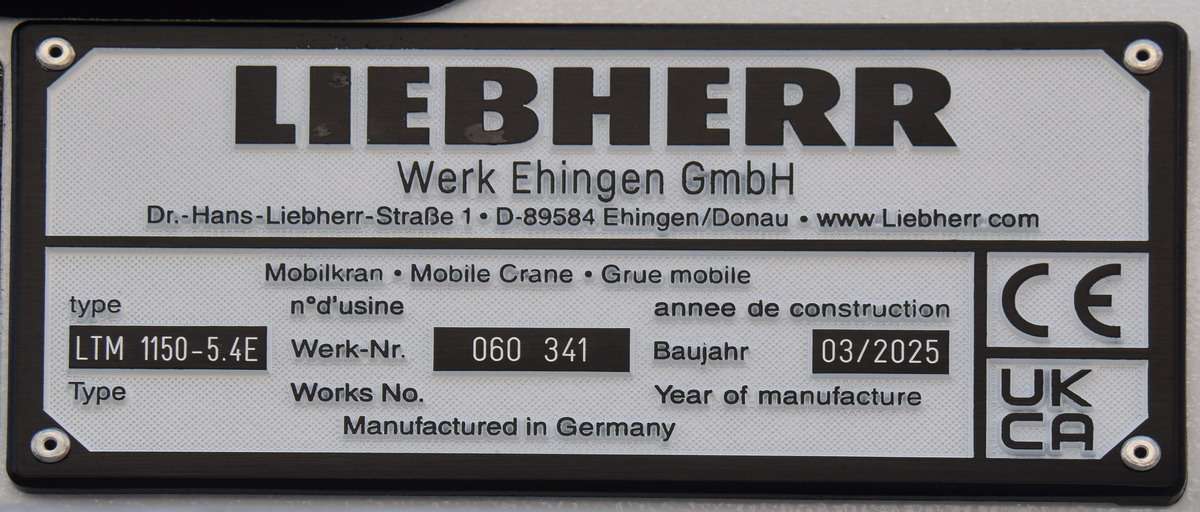 LIEBHERR
Werk Ehingen GmbH
Dr.-Hans-Liebherr-Straße 1 • D-89584 Ehingen/Donau • www.Liebherr.com
Mobilkran • Mobile Crane • Grue mobile
type n°d'usine annee de construction
LTM 1150-5.4E Werk-Nr. 060 341 Baujahr 03/2025
Type Works No. Year of manufacture
Manufactured in Germany
CE
UK
CA